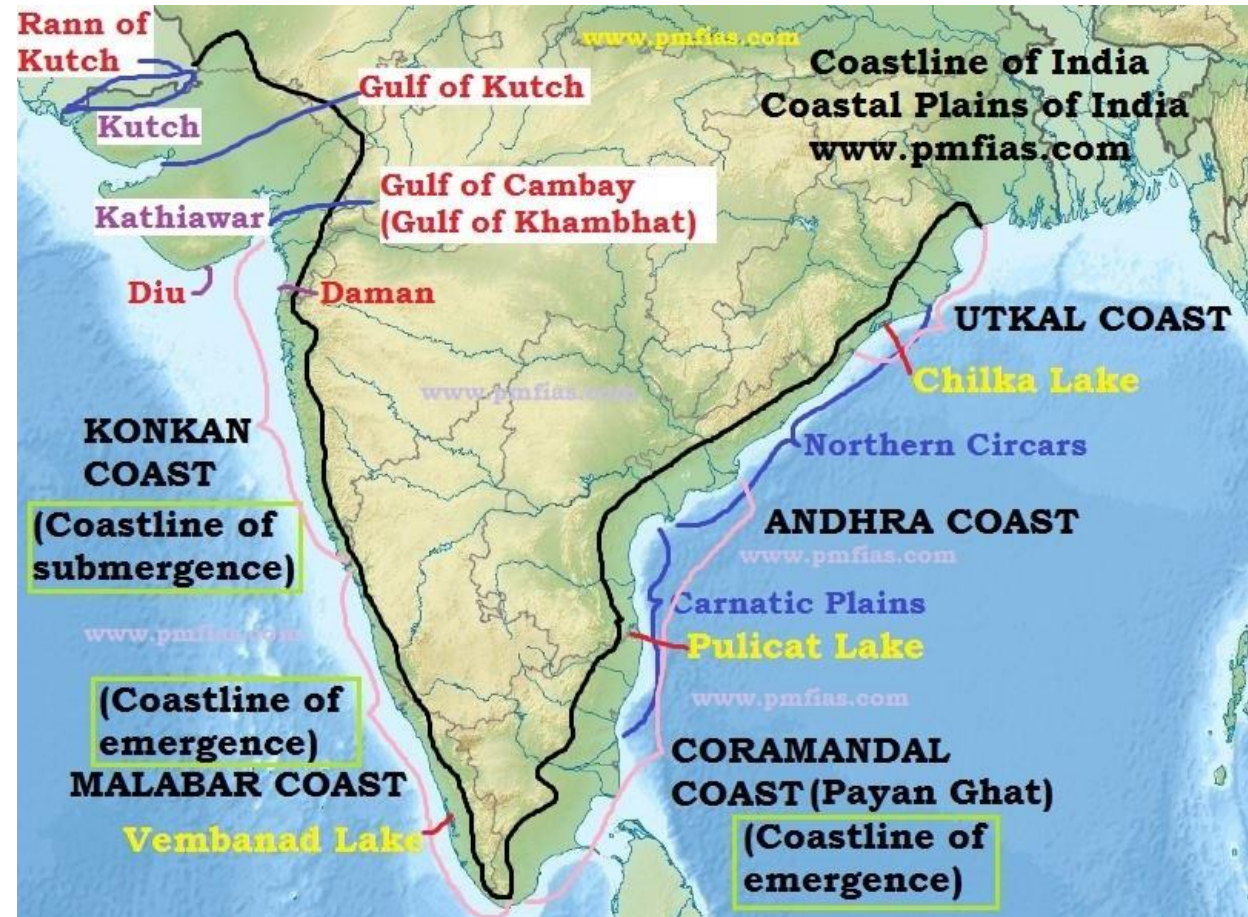 Rann of
Kutch
www.pmfias.com
Coastline of India
Coastal Plains of India
www.pmfias.com
Gulf of Kutch
Kutch
Gulf of Cambay
(Gulf of Khambhat)
Kathiawar
Diu
Daman
UTKAL COAST
Chilka Lake
www.pmfias.com
KONKAN
COAST
Northern Circars
(Coastline of
submergence)
ANDHRA COAST
www.pmfias.com
Carnatic Plains
www.pmfias.com
Pulicat Lake
www.pmfias.com
(Coastline of
emergence)
MALABAR COAST
CORAMANDAL
COAST (Payan Ghat)
Vembanad Lake
(Coastline of
emergence)